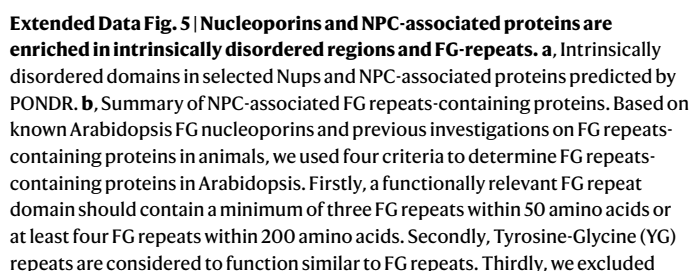 Extended Data Fig. 5 | Nucleoporins and NPC-associated proteins are
enriched in intrinsically disordered regions and FG-repeats. a, Intrinsically
disordered domains in selected Nups and NPC-associated proteins predicted by
PONDR. b, Summary of NPC-associated FG repeats-containing proteins. Based on
known Arabidopsis FG nucleoporins and previous investigations on FG repeats-
containing proteins in animals, we used four criteria to determine FG repeats-
containing proteins in Arabidopsis. Firstly, a functionally relevant FG repeat
domain should contain a minimum of three FG repeats within 50 amino acids or
at least four FG repeats within 200 amino acids. Secondly, Tyrosine-Glycine (YG)
repeats are considered to function similar to FG repeats. Thirdly, we excluded